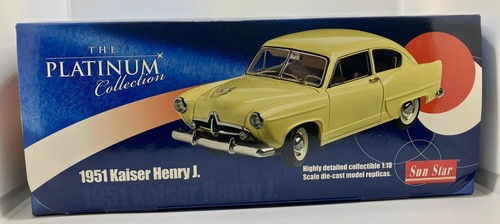 THE
PLATINUM
Collection
1951 Kaiser Henry J.
Highly detailed collectible 1:18
Scale die-cast model replicas.
Sun Star